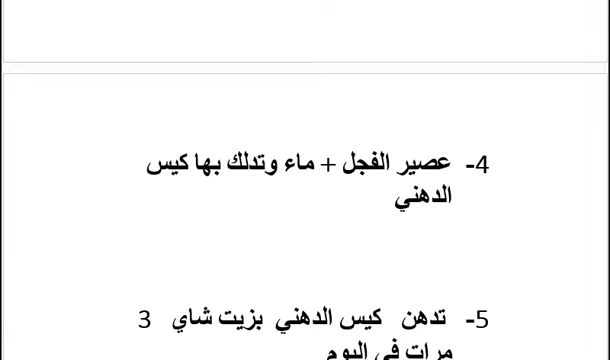 4- عصير الفجل + ماء وتدلك بها كيس
الدهني
5- تدهن كيس الدهني بزيت شاي 3
مرات في اليوم